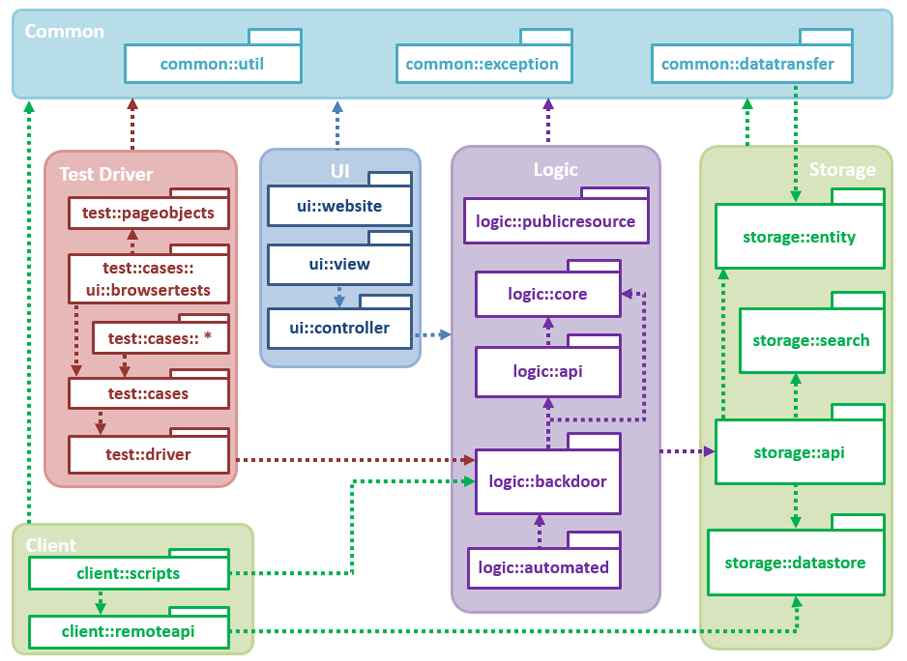 Common
common::util
common::exception
common::datatransfer
Test Driver
test::pageobjects
test::cases::
ui::browsertests
test::cases:: *
test::cases
test::driver
UI
ui::website
ui::view
ui::controller
Logic
logic::publicresource
logic::core
logic::api
logic::backdoor
logic::automated
Storage
storage::entity
storage::search
storage::api
storage::datastore
Client
client::scripts
client::remoteapi